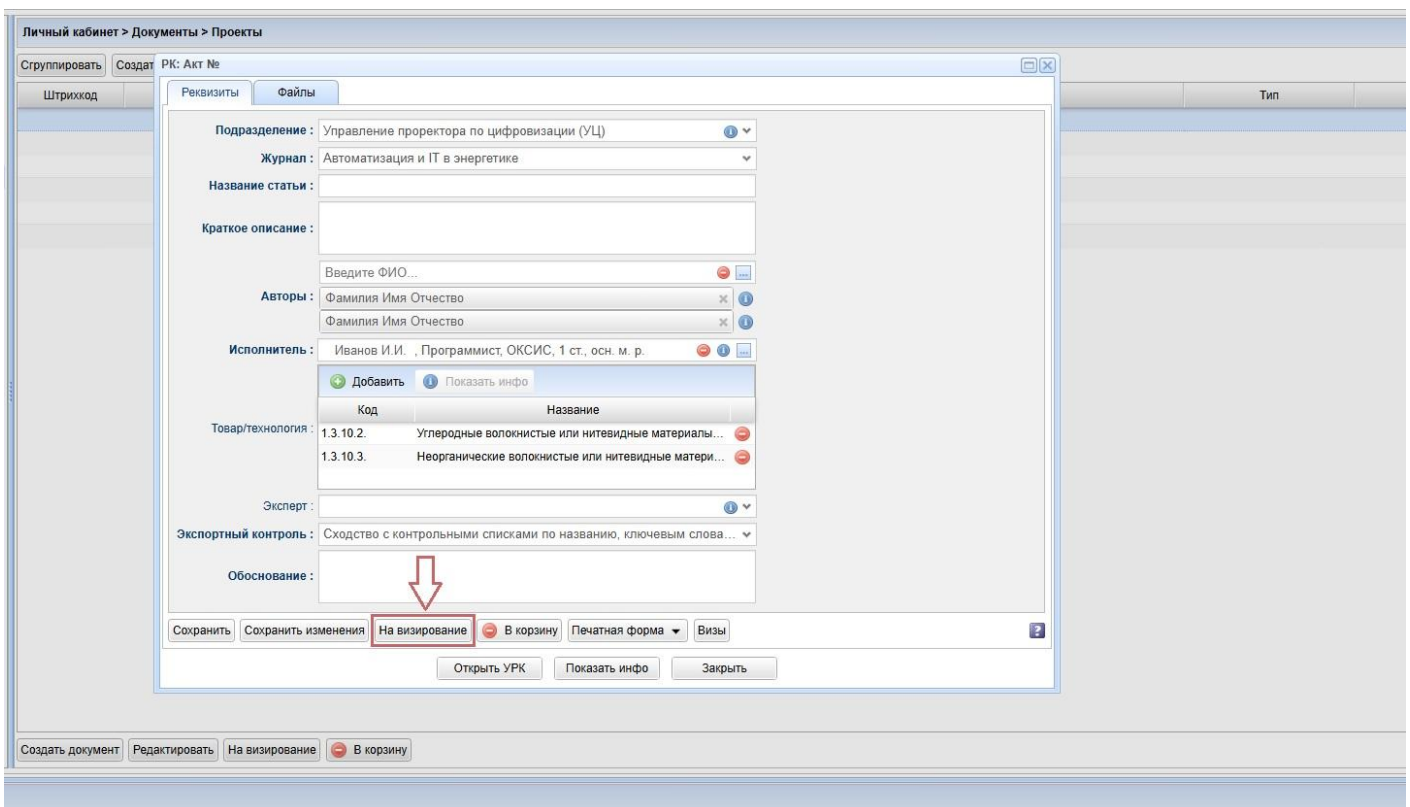 Личный кабинет > Документы > Проекты
Сгруппировать Создат
РК: Акт №
Штрихкод Тип
Реквизиты Файлы
Подразделение : Управление проректора по цифровизации (УЦ)
Журнал : Автоматизация и IT в энергетике
Название статьи :
Краткое описание :
Введите ФИО...
Авторы : Фамилия Имя Отчество
Фамилия Имя Отчество
Исполнитель : Иванов И.И. , Программист, ОКСИС, 1 ст., осн. м. р.
Добавить Показать инфо
Код Название
Товар/технология :
1.3.10.2. Углеродные волокнистые или нитевидные материалы...
1.3.10.3. Неорганические волокнистые или нитевидные матери...
Эксперт :
Экспортный контроль : Сходство с контрольными списками по названию, ключевым слова...
Обоснование :
Сохранить Сохранить изменения На визирование В корзину Печатная форма Визы ?
Открыть УРК Показать инфо Закрыть
Создать документ Редактировать На визирование В корзину